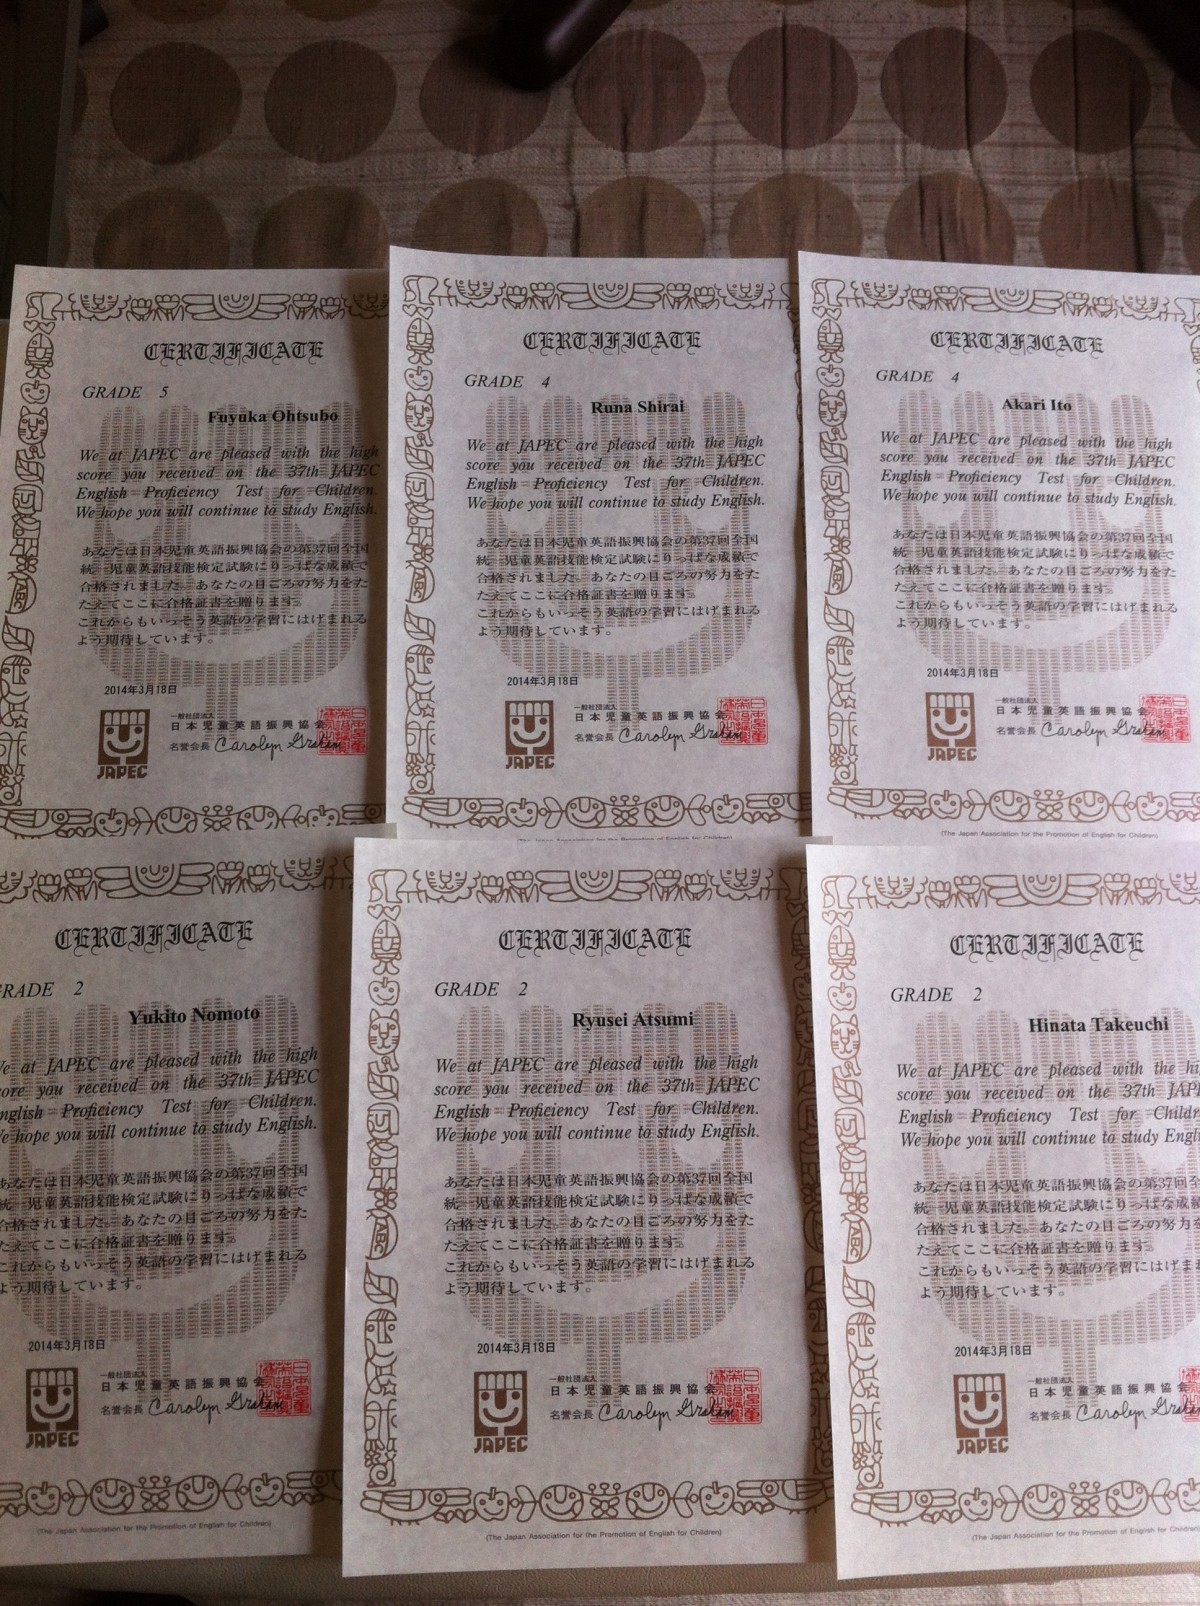 CERTIFICATE
GRADE 5
Fuyuka Ohtsubo
We at JAPEC are pleased with the high
score you received on the 37th JAPEC
English Proficiency Test for Children.
We hope you will continue to study English.
あなたは日本児童英語振興協会の第37回全国
統一児童英語技能検定試験にりっぱな成績で
合格されました。あなたの日ごろの努力をた
たえてここに合格証書を贈ります。
これからもいっそう英語の学習にはげまれる
よう期待しています。
2014年3月18日
一般社団法人
日本児童英語振興協会
名誉会長 Carolyn Graham
JAPEC
CERTIFICATE
GRADE 4
Runa Shirai
We at JAPEC are pleased with the high
score you received on the 37th JAPEC
English Proficiency Test for Children.
We hope you will continue to study English.
あなたは日本児童英語振興協会の第37回全国
統一児童英語技能検定試験にりっぱな成績で
合格されました。あなたの日ごろの努力をた
たえてここに合格証書を贈ります。
これからもいっそう英語の学習にはげまれる
よう期待しています。
2014年3月18日
一般社団法人
日本児童英語振興協会
名誉会長 Carolyn Graham
JAPEC
(The Japan Association for the Promotion of English for Children)
CERTIFICATE
GRADE 4
Akari Ito
We at JAPEC are pleased with the high
score you received on the 37th JAPEC
English Proficiency Test for Children.
We hope you will continue to study English.
あなたは日本児童英語振興協会の第37回全国
統一児童英語技能検定試験にりっぱな成績で
合格されました。あなたの日ごろの努力をた
たえてここに合格証書を贈ります。
これからもいっそう英語の学習にはげまれる
よう期待しています。
2014年3月18日
一般社団法人
日本児童英語振興協会
名誉会長 Carolyn Graham
JAPEC
(The Japan Association for the Promotion of English for Children)
CERTIFICATE
GRADE 2
Yukito Nomoto
We at JAPEC are pleased with the high
score you received on the 37th JAPEC
English Proficiency Test for Children.
We hope you will continue to study English.
あなたは日本児童英語振興協会の第37回全国
統一児童英語技能検定試験にりっぱな成績で
合格されました。あなたの日ごろの努力をた
たえてここに合格証書を贈ります。
これからもいっそう英語の学習にはげまれる
よう期待しています。
2014年3月18日
一般社団法人
日本児童英語振興協会
名誉会長 Carolyn Graham
JAPEC
(The Japan Association for the Promotion of English for Children)
CERTIFICATE
GRADE 2
Ryusei Atsumi
We at JAPEC are pleased with the high
score you received on the 37th JAPEC
English Proficiency Test for Children.
We hope you will continue to study English.
あなたは日本児童英語振興協会の第37回全国
統一児童英語技能検定試験にりっぱな成績で
合格されました。あなたの日ごろの努力をた
たえてここに合格証書を贈ります。
これからもいっそう英語の学習にはげまれる
よう期待しています。
2014年3月18日
一般社団法人
日本児童英語振興協会
名誉会長 Carolyn Graham
JAPEC
(The Japan Association for the Promotion of English for Children)
CERTIFICATE
GRADE 2
Hinata Takeuchi
We at JAPEC are pleased with the hi
score you received on the 37th JAPE
English Proficiency Test for Childr
We hope you will continue to study Engl
あなたは日本児童英語振興協会の第37回全
統一児童英語技能検定試験にりっぱな成績
合格されました。あなたの日ごろの努力を
たえてここに合格証書を贈ります。
これからもいっそう英語の学習にはげま
よう期待しています。
2014年3月18日
一般社団法人
日本児童英語振興協会
名誉会長 Carolyn Graham
JAPEC
(The Japan Association for the Promotion of English for Children)